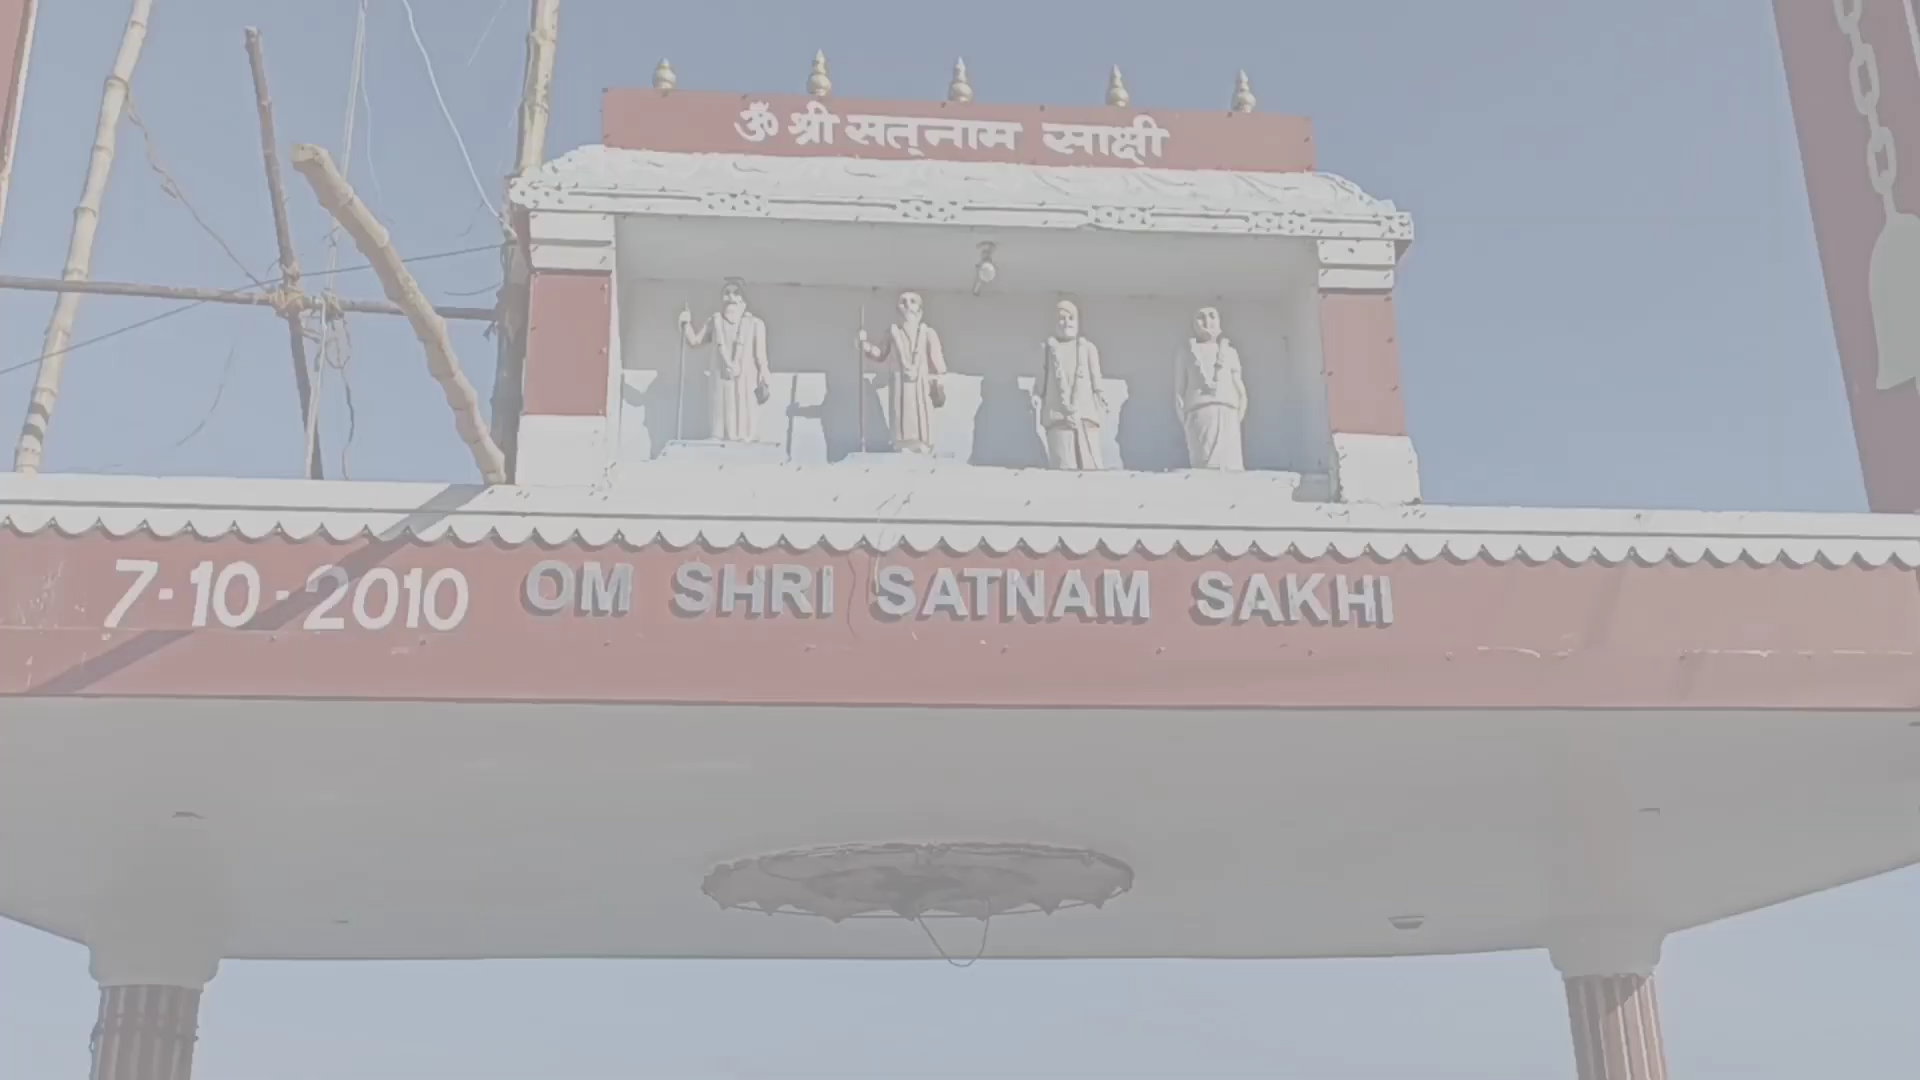 ॐ श्री सत्नाम साक्षी
7-10-2010 OM SHRI SATNAM SAKHI